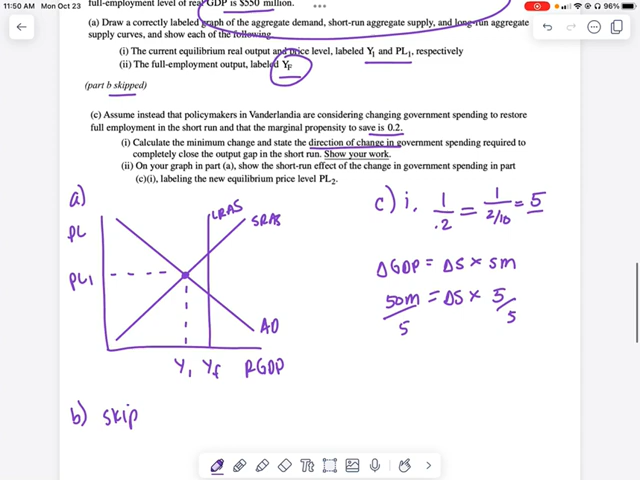 11:50 AM Mon Oct 23
96%
full-employment level of real GDP is $550 million.
(a) Draw a correctly labeled graph of the aggregate demand, short-run aggregate supply, and long-run aggregate
supply curves, and show each of the following.
(i) The current equilibrium real output and price level, labeled Y1 and PL1, respectively
(ii) The full-employment output, labeled YF
(part b skipped)
(c) Assume instead that policymakers in Vanderlandia are considering changing government spending to restore
full employment in the short run and that the marginal propensity to save is 0.2.
(i) Calculate the minimum change and state the direction of change in government spending required to
completely close the output gap in the short run. Show your work.
(ii) On your graph in part (a), show the short-run effect of the change in government spending in part
(c)(i), labeling the new equilibrium price level PL2.
a)
PL
PL1
LRAS
SRAS
AD
Y1 Yf RGDP
b) skip
c) i. 1/.2 = 1/2/10 = 5
ΔGDP = ΔS × SM
50m/5 = ΔS × 5/5
Tt